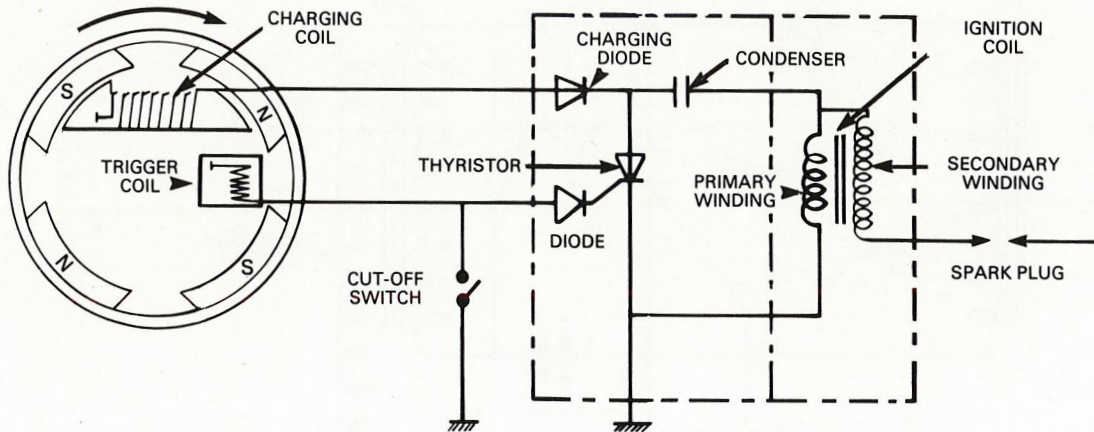 CHARGING
COIL
S
N
TRIGGER
COIL
N
S
CUT-OFF
SWITCH
CHARGING
DIODE
CONDENSER
THYRISTOR
DIODE
PRIMARY
WINDING
IGNITION
COIL
SECONDARY
WINDING
SPARK PLUG